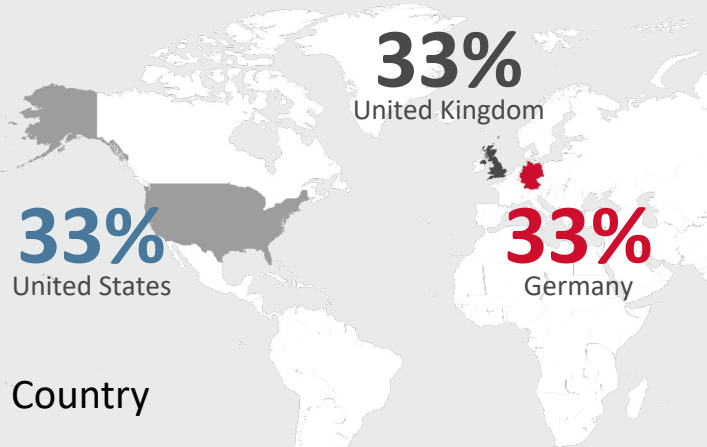 33%
United Kingdom
33%
United States
33%
Germany
Country